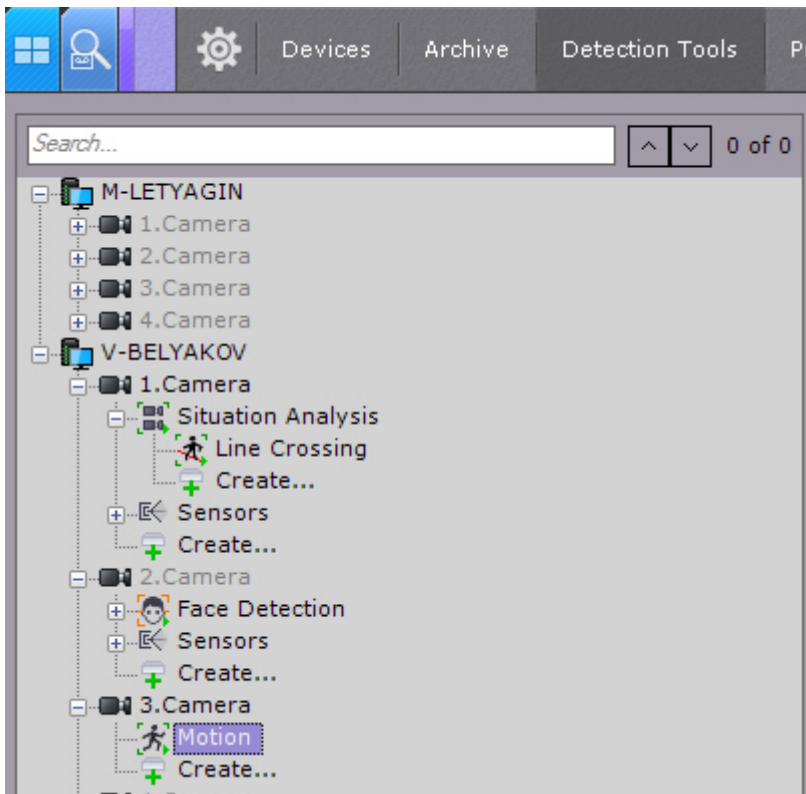 Devices Archive Detection Tools
Search... 0 of 0
M-LETYAGIN
1.Camera
2.Camera
3.Camera
4.Camera
V-BELYAKOV
1.Camera
Situation Analysis
Line Crossing
Create...
Sensors
Create...
2.Camera
Face Detection
Sensors
Create...
3.Camera
Motion
Create...